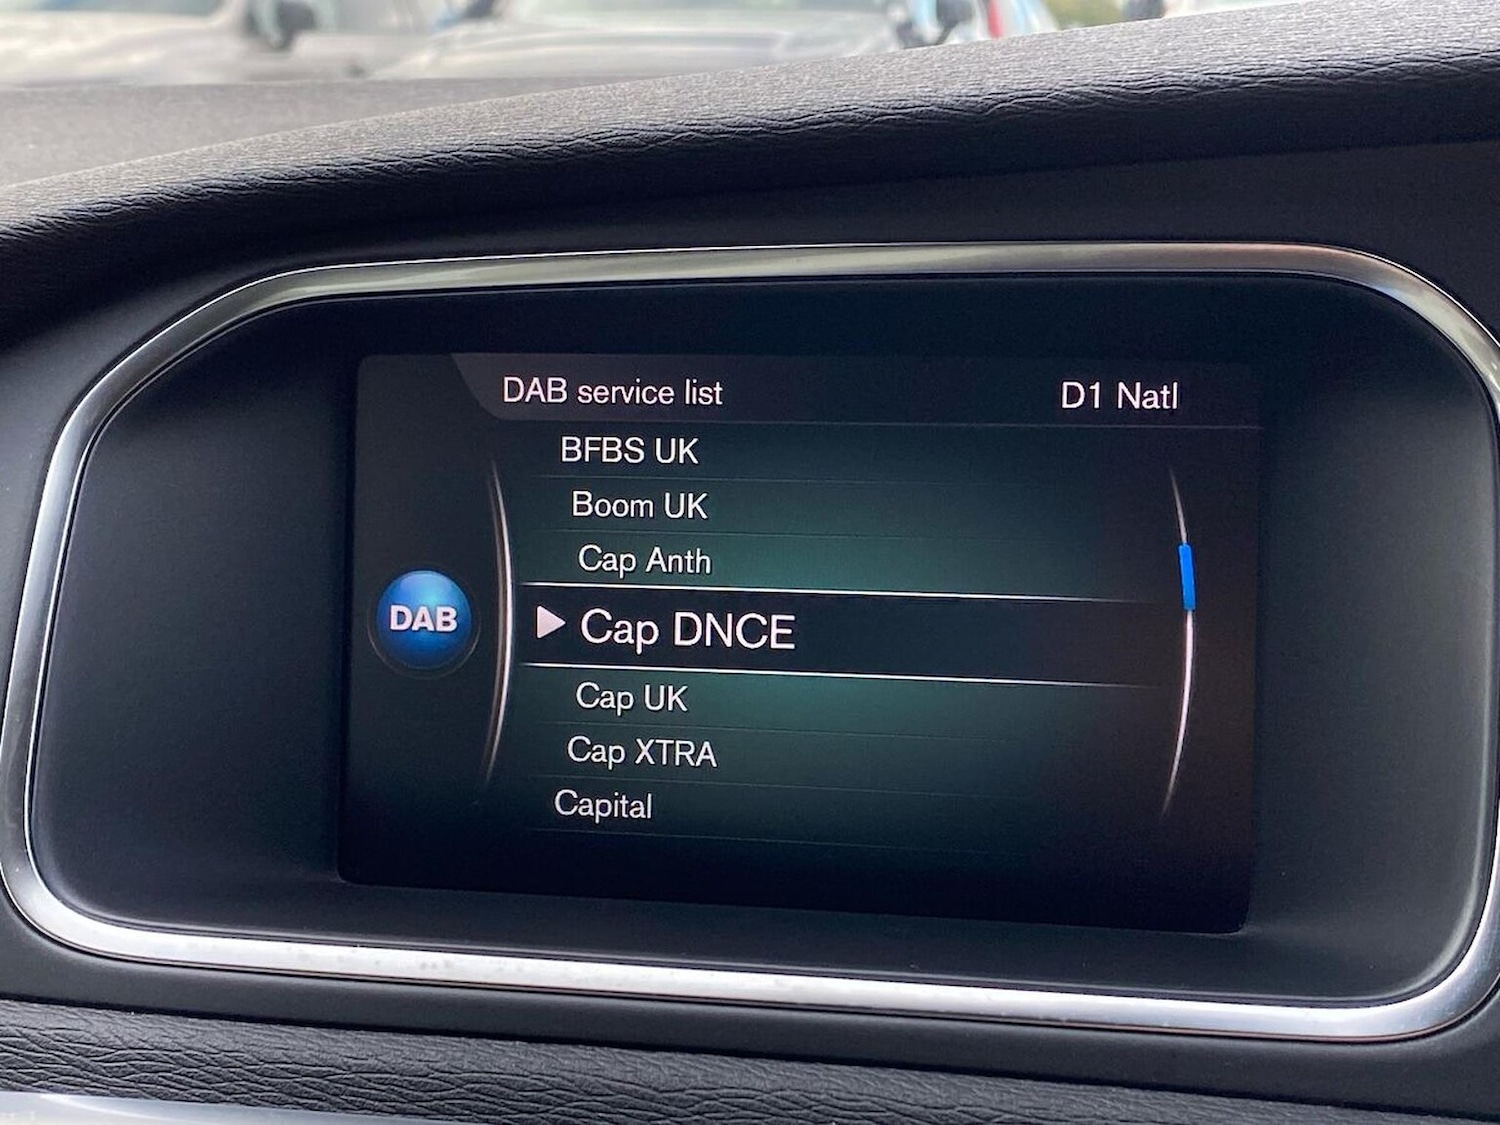 DAB service list
D1 Natl
BFBS UK
Boom UK
Cap Anth
DAB
Cap DNCE
Cap UK
Cap XTRA
Capital